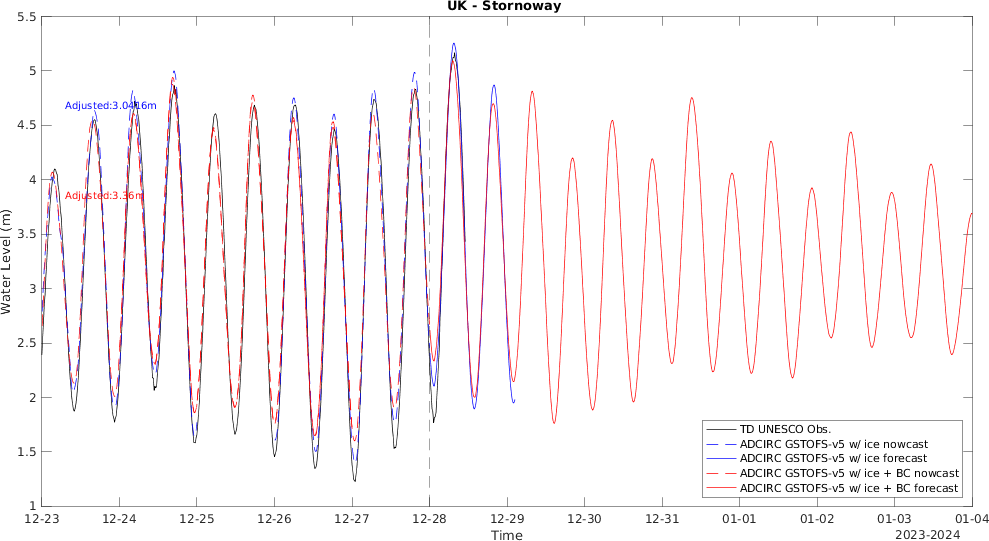 UK - Stornoway
5.5
5
4.5
4
3.5
3
2.5
2
1.5
1
Water Level (m)
Adjusted:3.0416m
Adjusted:3.36m
TD UNESCO Obs.
ADCIRC GSTOFS-v5 w/ ice nowcast
ADCIRC GSTOFS-v5 w/ ice forecast
ADCIRC GSTOFS-v5 w/ ice + BC nowcast
ADCIRC GSTOFS-v5 w/ ice + BC forecast
12-23 12-24 12-25 12-26 12-27 12-28 12-29 12-30 12-31 01-01 01-02 01-03 01-04
Time
2023-2024